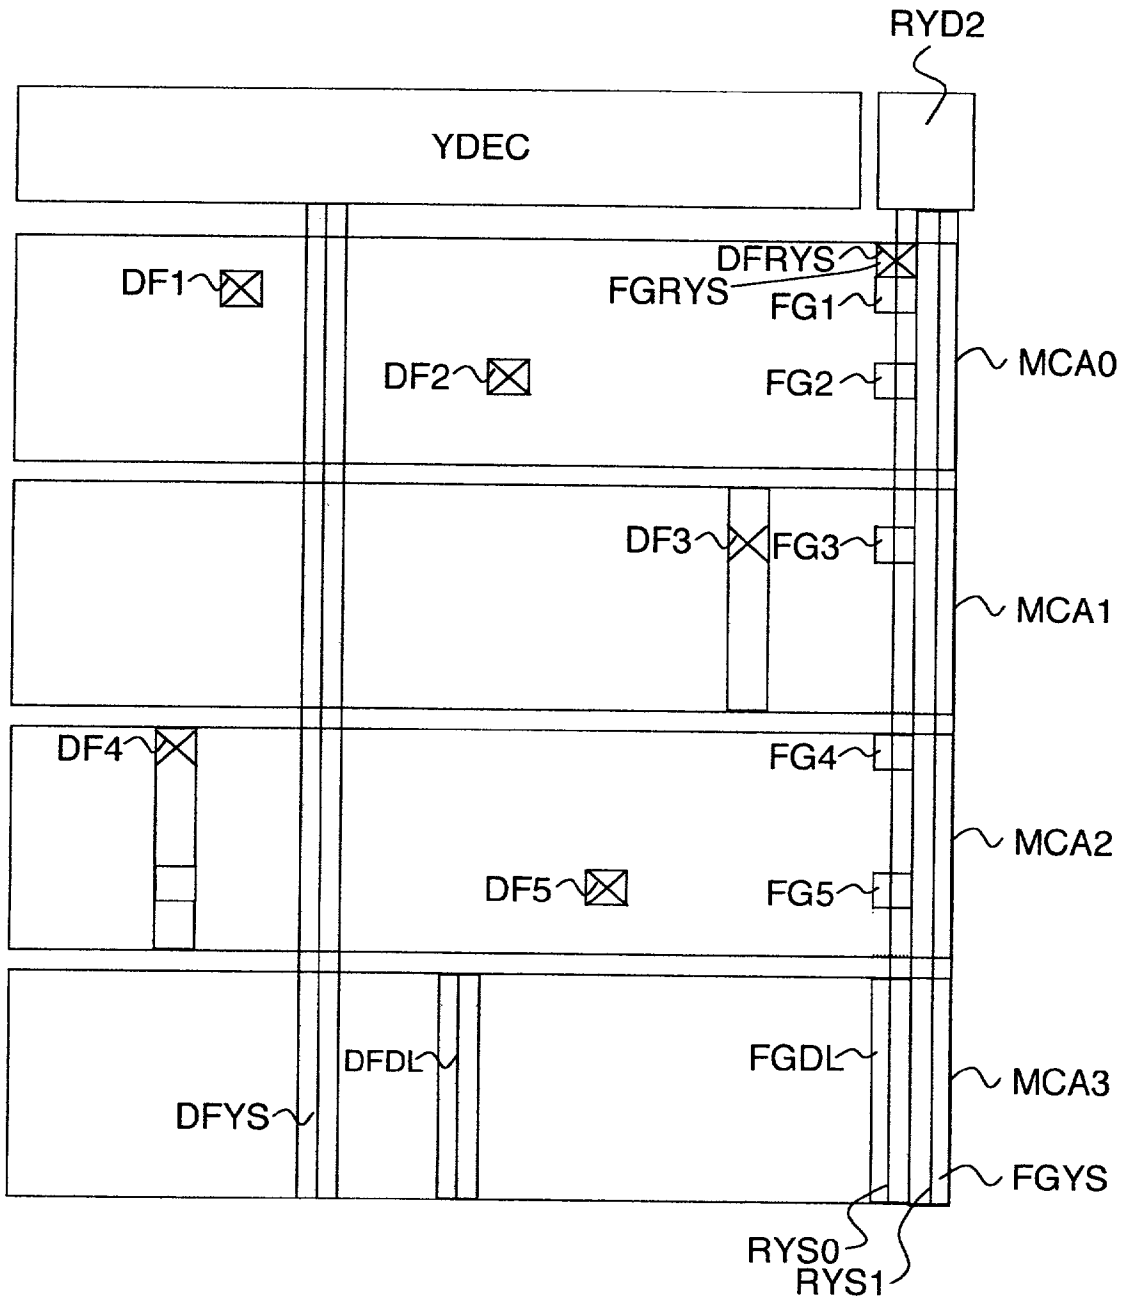 RYD2
YDEC
DFRYS
DF1
FGRYS
FG1
MCA0
DF2
FG2
DF3
FG3
MCA1
DF4
FG4
MCA2
DF5
FG5
DFDL
FGDL
MCA3
DFYS
FGYS
RYS0
RYS1